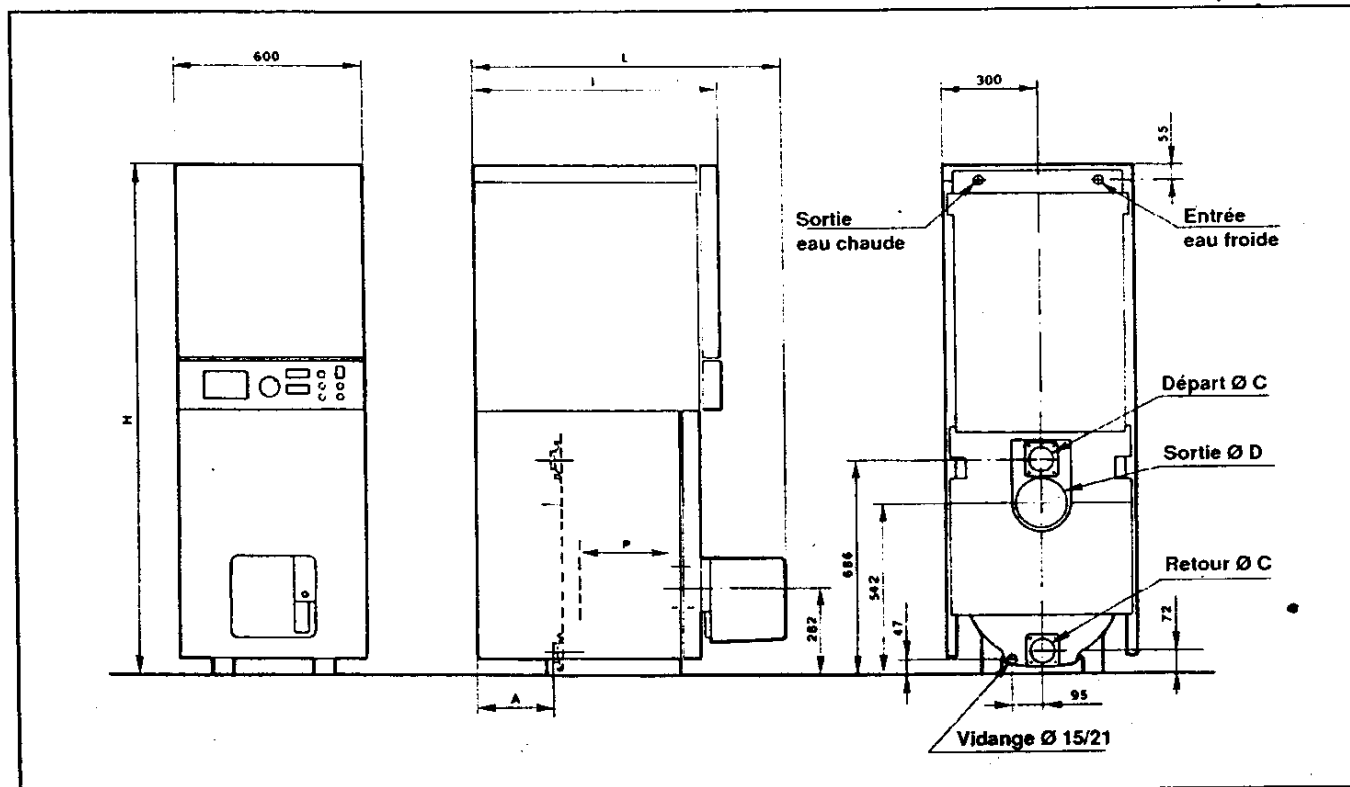 600
L
I
300
55
Sortie
eau chaude
Entrée
eau froide
H
Départ Ø C
Sortie Ø D
P
686
542
Retour Ø C
282
47
72
A
95
Vidange Ø 15/21